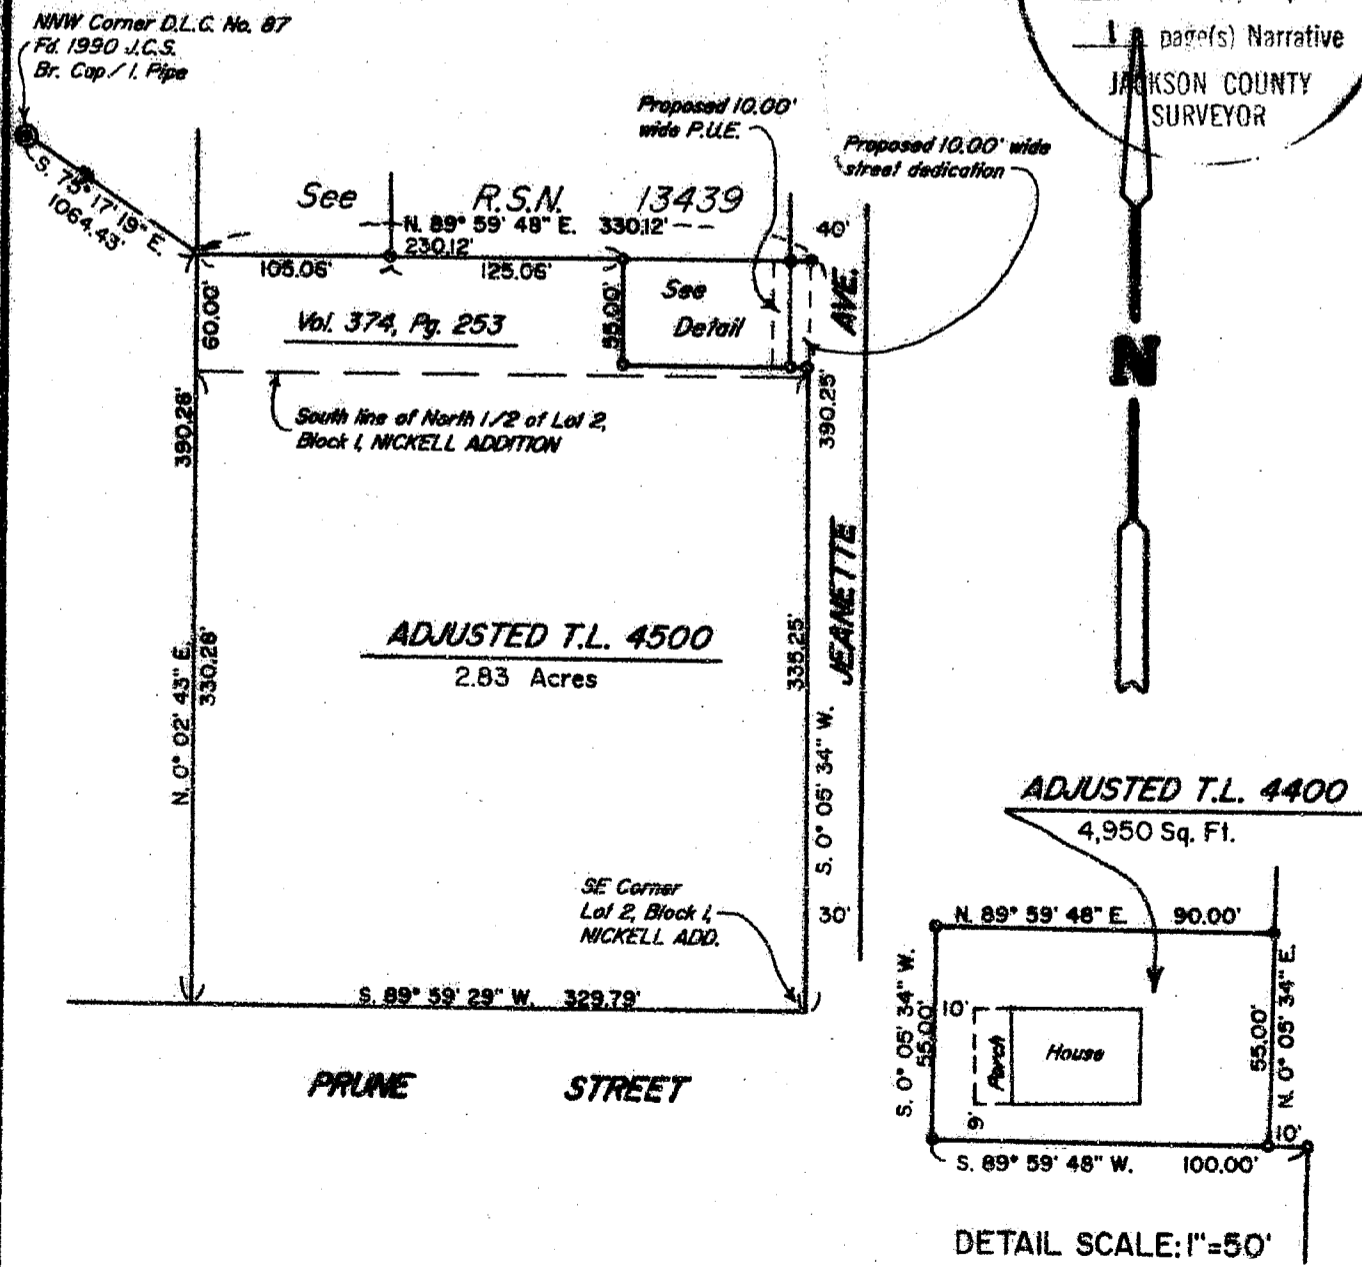 NNW Corner D.L.C. No. 87
Fd. 1990 J.C.S.
Br. Cap / I. Pipe
1 page(s) Narrative
JACKSON COUNTY
SURVEYOR
Proposed 10.00'
wide P.U.E.
Proposed 10.00' wide
street dedication
S. 75° 17' 19" E.
1064.43'
See R.S.N. 13439
N. 89° 59' 48" E. 330.12'
230.12'
40'
105.06'
125.06'
60.00'
Vol. 374, Pg. 253
55.00'
See
Detail
AVE.
N
390.26'
South line of North 1/2 of Lot 2,
Block 1, NICKELL ADDITION
390.25'
JEANETTE
ADJUSTED T.L. 4500
2.83 Acres
N. 0° 02' 43" E.
330.26'
335.25'
S. 0° 05' 34" W.
ADJUSTED T.L. 4400
4,950 Sq. Ft.
SE Corner
Lot 2, Block 1,
NICKELL ADD.
30'
N. 89° 59' 48" E. 90.00'
S. 89° 59' 29" W. 329.79'
S. 0° 05' 34" W.
55.00'
10'
Porch
House
55.00'
N. 0° 05' 34" E.
9'
10'
PRUNE STREET
S. 89° 59' 48" W. 100.00'
DETAIL SCALE: 1"=50'